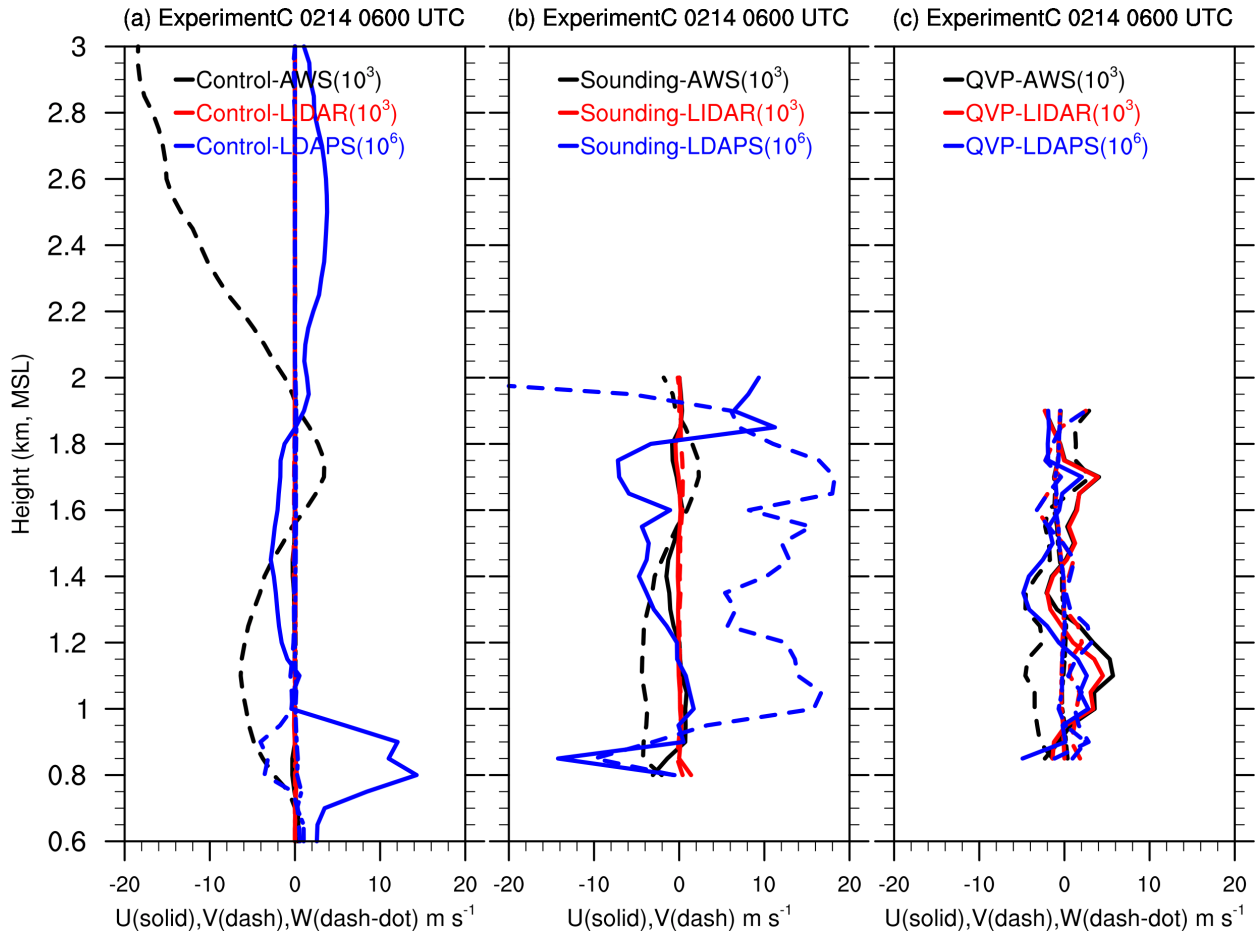 (a) ExperimentC 0214 0600 UTC
(b) ExperimentC 0214 0600 UTC
(c) ExperimentC 0214 0600 UTC
Control-AWS(10³)
Control-LIDAR(10³)
Control-LDAPS(10⁶)
Sounding-AWS(10³)
Sounding-LIDAR(10³)
Sounding-LDAPS(10⁶)
QVP-AWS(10³)
QVP-LIDAR(10³)
QVP-LDAPS(10⁶)
Height (km, MSL)
3
2.8
2.6
2.4
2.2
2
1.8
1.6
1.4
1.2
1
0.8
0.6
-20 -10 0 10 20
-20 -10 0 10 20
-20 -10 0 10 20
U(solid),V(dash),W(dash-dot) m s⁻¹
U(solid),V(dash) m s⁻¹
U(solid),V(dash),W(dash-dot) m s⁻¹